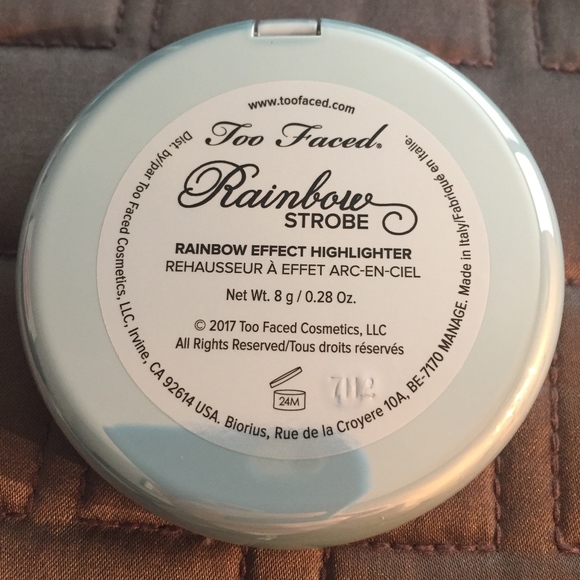 www.toofaced.com
Too Faced®
Rainbow
STROBE
RAINBOW EFFECT HIGHLIGHTER
REHAUSSEUR À EFFET ARC-EN-CIEL
Net Wt. 8 g / 0.28 Oz.
© 2017 Too Faced Cosmetics, LLC
All Rights Reserved/Tous droits réservés
24M
7J12
Dist. by/par Too Faced Cosmetics, LLC, Irvine, CA 92614 USA. Biorius, Rue de la Croyere 10A, BE-7170 MANAGE. Made in Italy/Fabriqué en Italie.